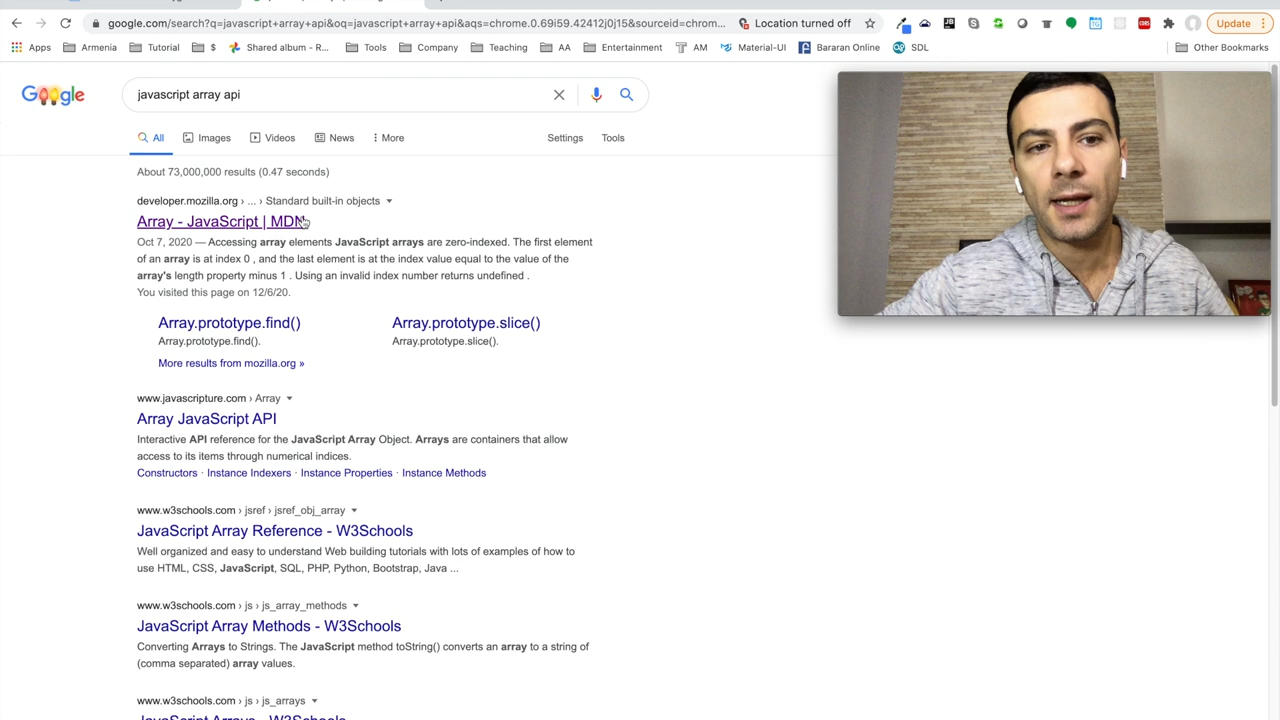 google.com/search?q=javascript+array+api&oq=javascript+array+api&aqs=chrome.0.69i59.42412j0j15&sourceid=chrom...
Location turned off
Update
Apps
Armenia
Tutorial
$
Shared album - R...
Tools
Company
Teaching
AA
Entertainment
AM
Material-UI
Bararan Online
SDL
Other Bookmarks
Google
javascript array api
All
Images
Videos
News
More
Settings
Tools
About 73,000,000 results (0.47 seconds)
developer.mozilla.org › ... › Standard built-in objects
Array - JavaScript | MDN
Oct 7, 2020 — Accessing array elements JavaScript arrays are zero-indexed. The first element
of an array is at index 0 , and the last element is at the index value equal to the value of the
array's length property minus 1 . Using an invalid index number returns undefined .
You visited this page on 12/6/20.
Array.prototype.find()
Array.prototype.slice()
Array.prototype.find().
Array.prototype.slice().
More results from mozilla.org »
www.javascripture.com › Array
Array JavaScript API
Interactive API reference for the JavaScript Array Object. Arrays are containers that allow
access to its items through numerical indices.
Constructors · Instance Indexers · Instance Properties · Instance Methods
www.w3schools.com › jsref › jsref_obj_array
JavaScript Array Reference - W3Schools
Well organized and easy to understand Web building tutorials with lots of examples of how to
use HTML, CSS, JavaScript, SQL, PHP, Python, Bootstrap, Java ...
www.w3schools.com › js › js_array_methods
JavaScript Array Methods - W3Schools
Converting Arrays to Strings. The JavaScript method toString() converts an array to a string of
(comma separated) array values.
www.w3schools.com › js › js_arrays
JavaScript Arrays - W3Schools